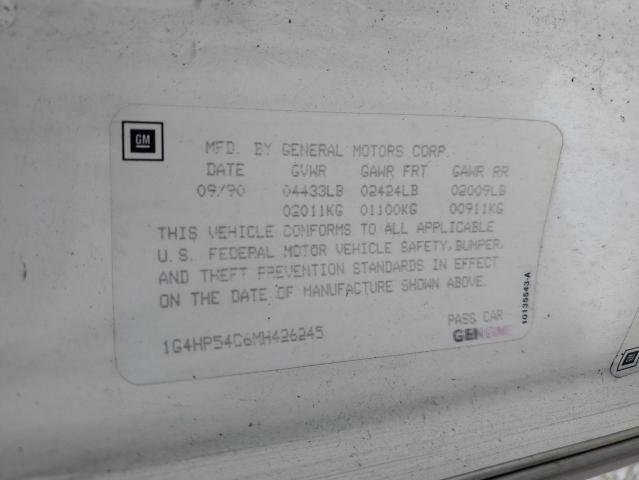 GM
MFD. BY GENERAL MOTORS CORP.
DATE GVWR GAWR FRT GAWR RR
09/90 04433LB 02424LB 02009LB
02011KG 01100KG 00911KG
THIS VEHICLE CONFORMS TO ALL APPLICABLE
U.S. FEDERAL MOTOR VEHICLE SAFETY, BUMPER,
AND THEFT PREVENTION STANDARDS IN EFFECT
ON THE DATE OF MANUFACTURE SHOWN ABOVE.
1G4HP54C6MH426245
PASS CAR
GENUINE
10135543-A